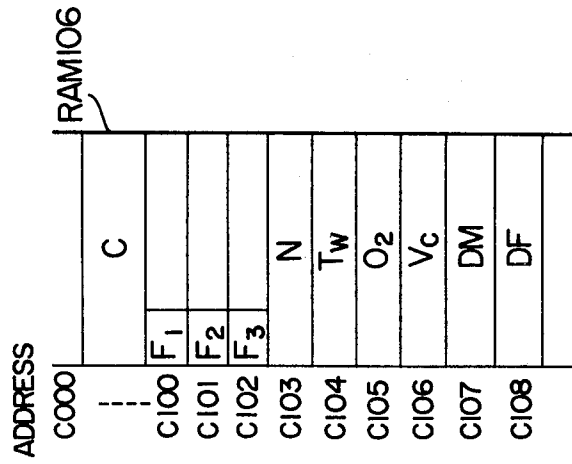 ADDRESS
RAM106
C000
C
C100 F1
C101 F2
C102 F3
C103 N
C104 TW
C105 O2
C106 VC
C107 DM
C108 DF